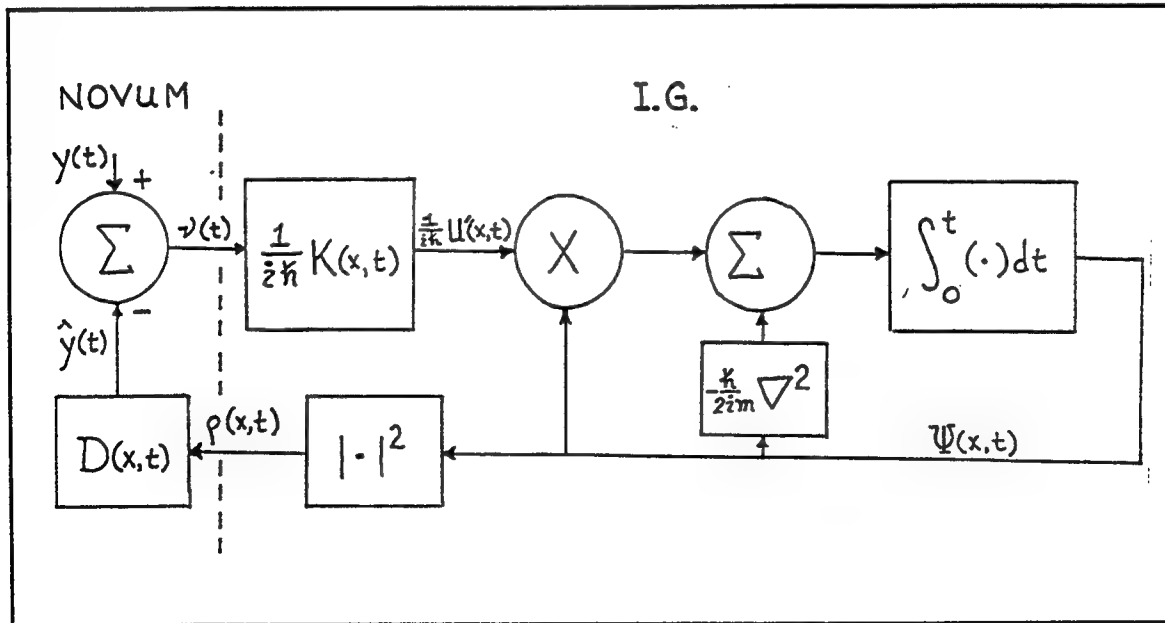 NOVUM
I.G.
y(t)
+
Σ
-
ν(t)
1/iħ K(x,t)
1/iħ U(x,t)
X
Σ
∫₀ᵗ (·)dt
ŷ(t)
-ħ/2im ∇²
D(x,t)
ρ(x,t)
|·|²
Ψ(x,t)